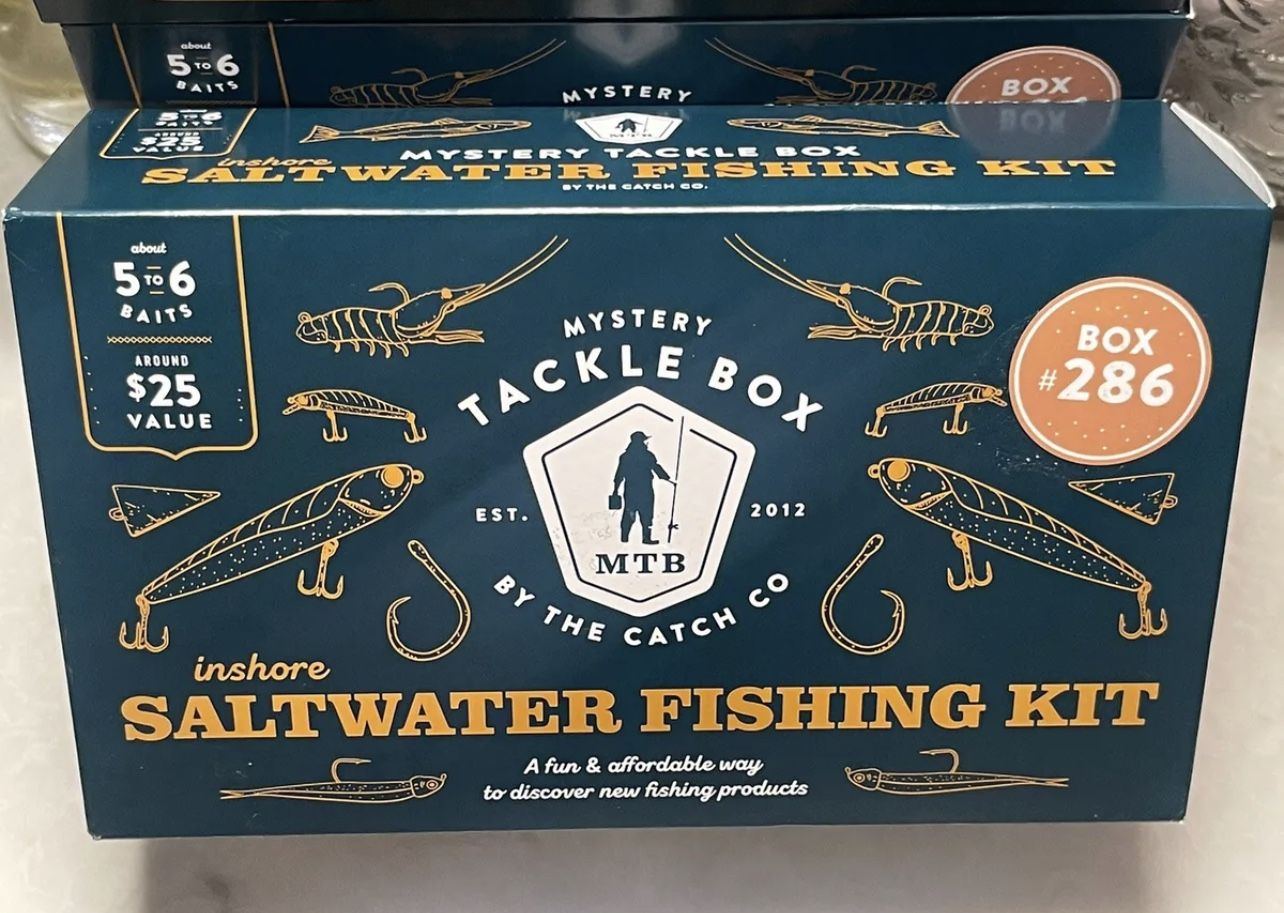 about
5 TO 6
BAITS
MYSTERY
BOX
5 TO 6
BAITS
AROUND
$25
VALUE
MYSTERY TACKLE BOX
inshore
SALTWATER FISHING KIT
BY THE CATCH CO.
about
5 TO 6
BAITS
AROUND
$25
VALUE
MYSTERY
TACKLE BOX
EST. 2012
MTB
BY THE CATCH CO
BOX
#286
inshore
SALTWATER FISHING KIT
A fun & affordable way
to discover new fishing products